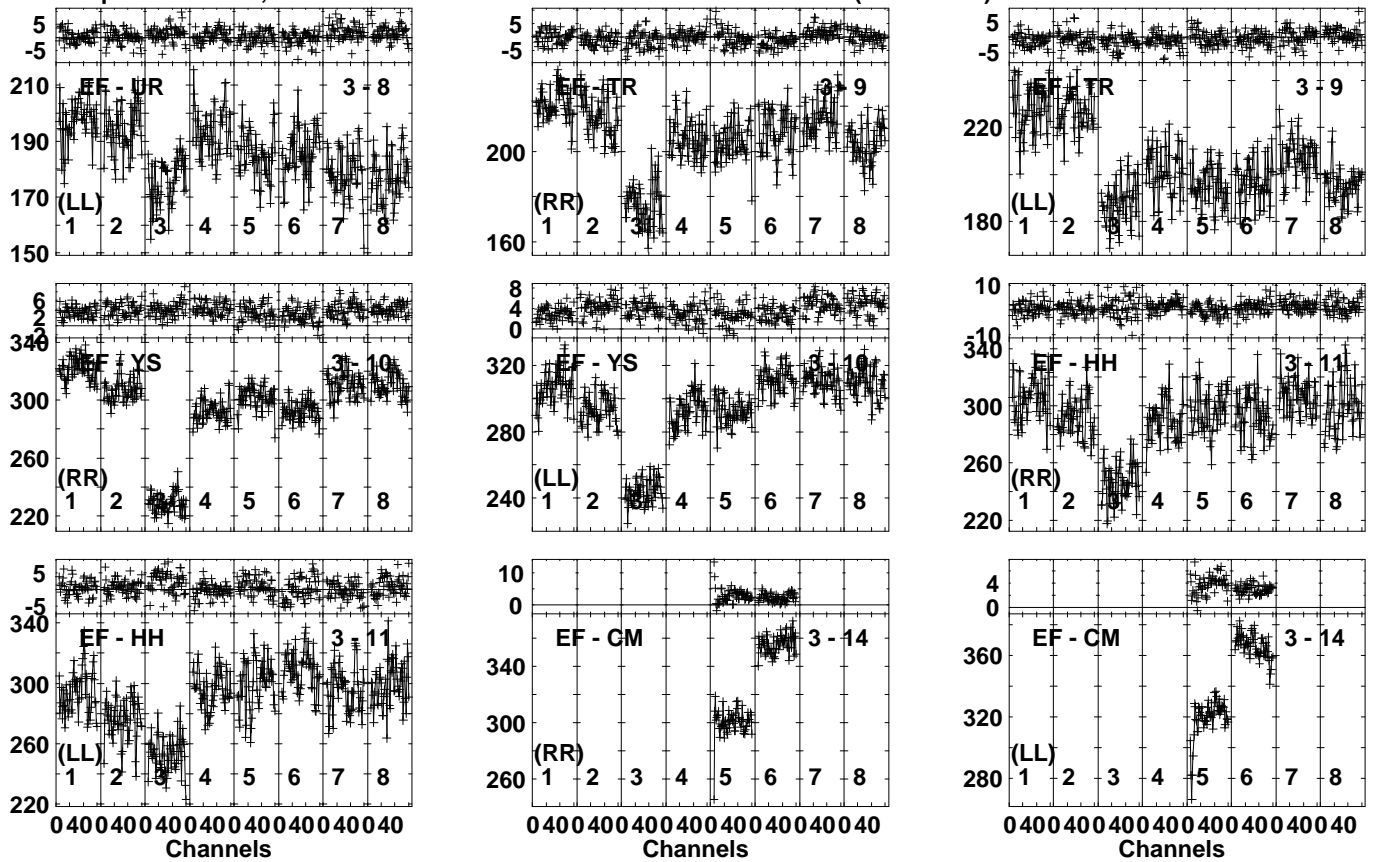 5
-5
210
190
170
150
EF - UR 3 - 8
(LL)
1 2 3 4 5 6 7 8
5
-5
200
160
EF - TR 3 - 9
(RR)
1 2 3 4 5 6 7 8
5
-5
220
180
EF - TR 3 - 9
(LL)
1 2 3 4 5 6 7 8
6
2
340
300
260
220
EF - YS 3 - 10
(RR)
1 2 3 4 5 6 7 8
8
4
0
320
280
240
EF - YS 3 - 10
(LL)
1 2 3 4 5 6 7 8
10
-10
340
300
260
220
EF - HH 3 - 11
(RR)
1 2 3 4 5 6 7 8
5
-5
340
300
260
220
EF - HH 3 - 11
(LL)
1 2 3 4 5 6 7 8
0 40 0 40 0 40 0 40 0 40 0 40 0 40 0 40
Channels
10
0
340
300
260
EF - CM 3 - 14
(RR)
1 2 3 4 5 6 7 8
0 40 0 40 0 40 0 40 0 40 0 40 0 40 0 40
Channels
4
0
360
320
280
EF - CM 3 - 14
(LL)
1 2 3 4 5 6 7 8
0 40 0 40 0 40 0 40 0 40 0 40 0 40 0 40
Channels